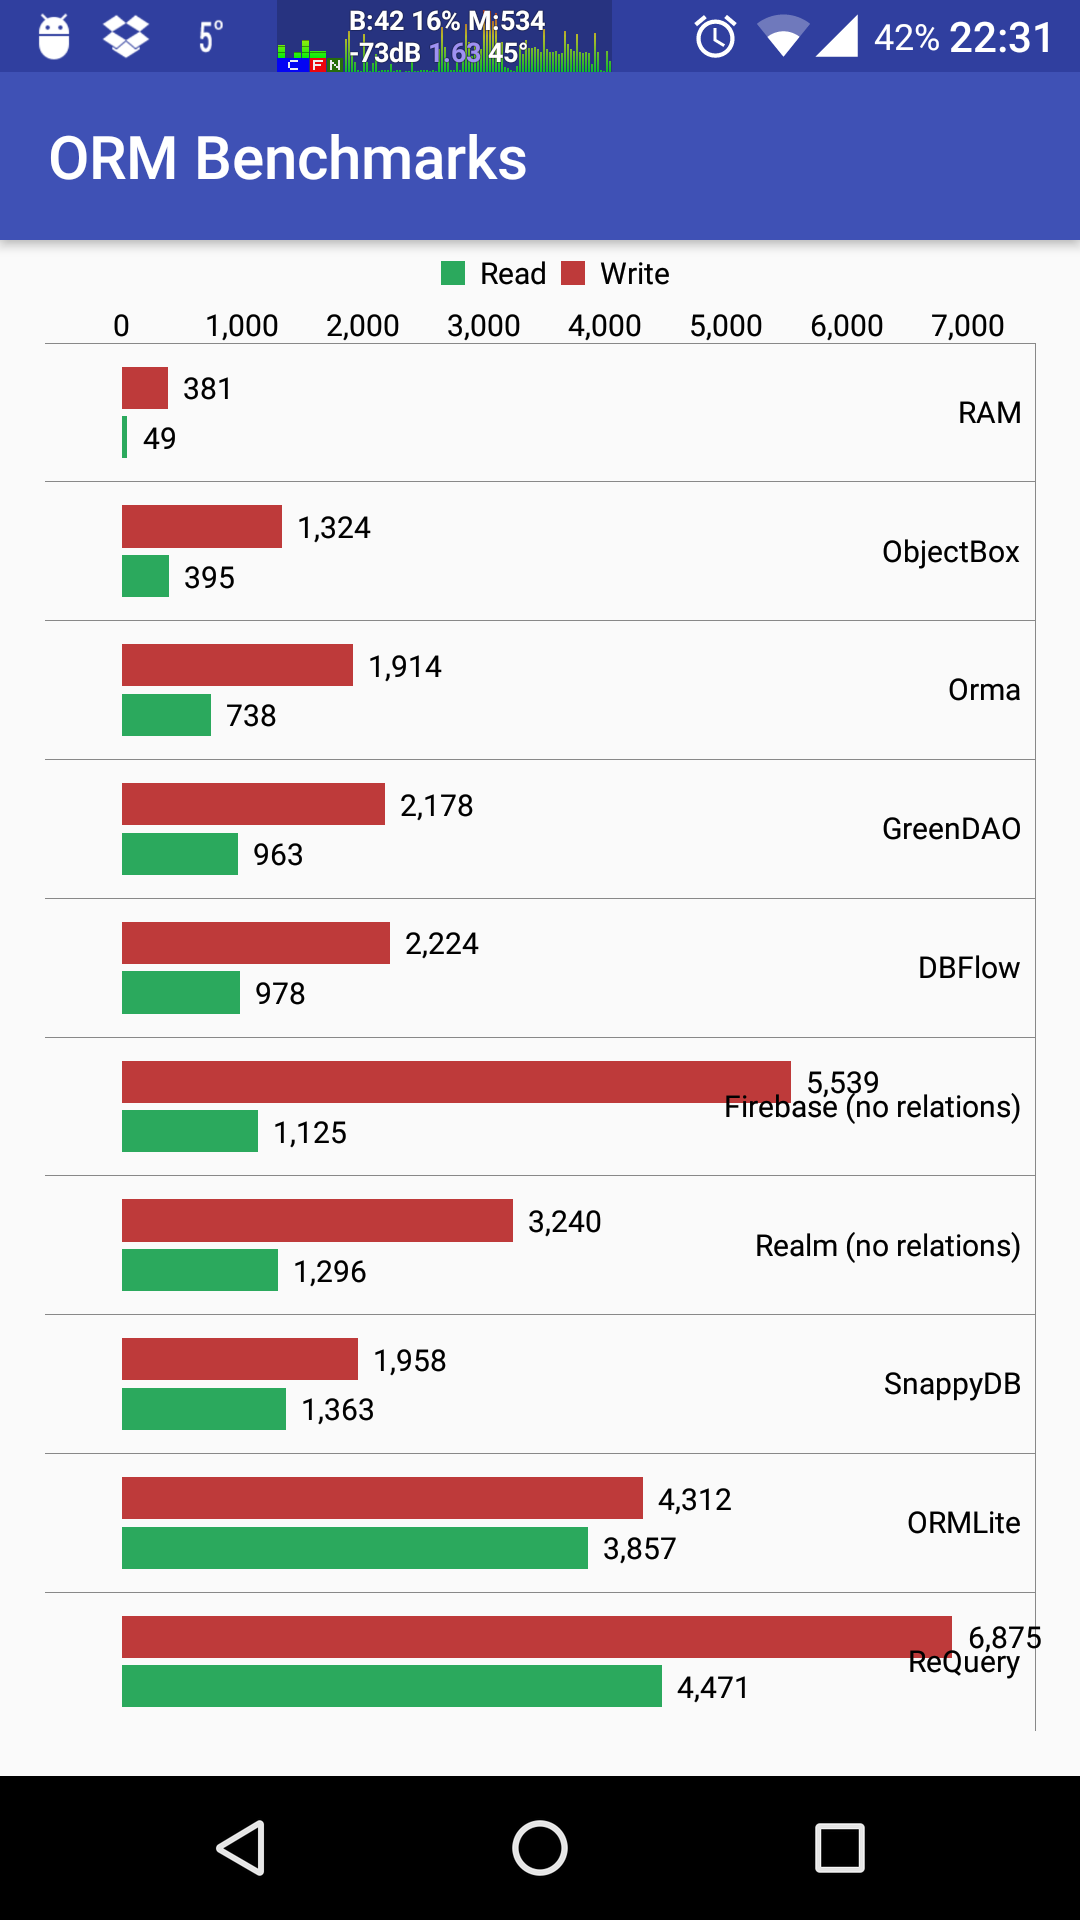 5°
B:42 16% M:534
-73dB 1.63 45°
C F N
42% 22:31
ORM Benchmarks
Read Write
0 1,000 2,000 3,000 4,000 5,000 6,000 7,000
381
RAM
49
1,324
ObjectBox
395
1,914
Orma
738
2,178
GreenDAO
963
2,224
DBFlow
978
5,539
Firebase (no relations)
1,125
3,240
Realm (no relations)
1,296
1,958
SnappyDB
1,363
4,312
ORMLite
3,857
6,875
ReQuery
4,471